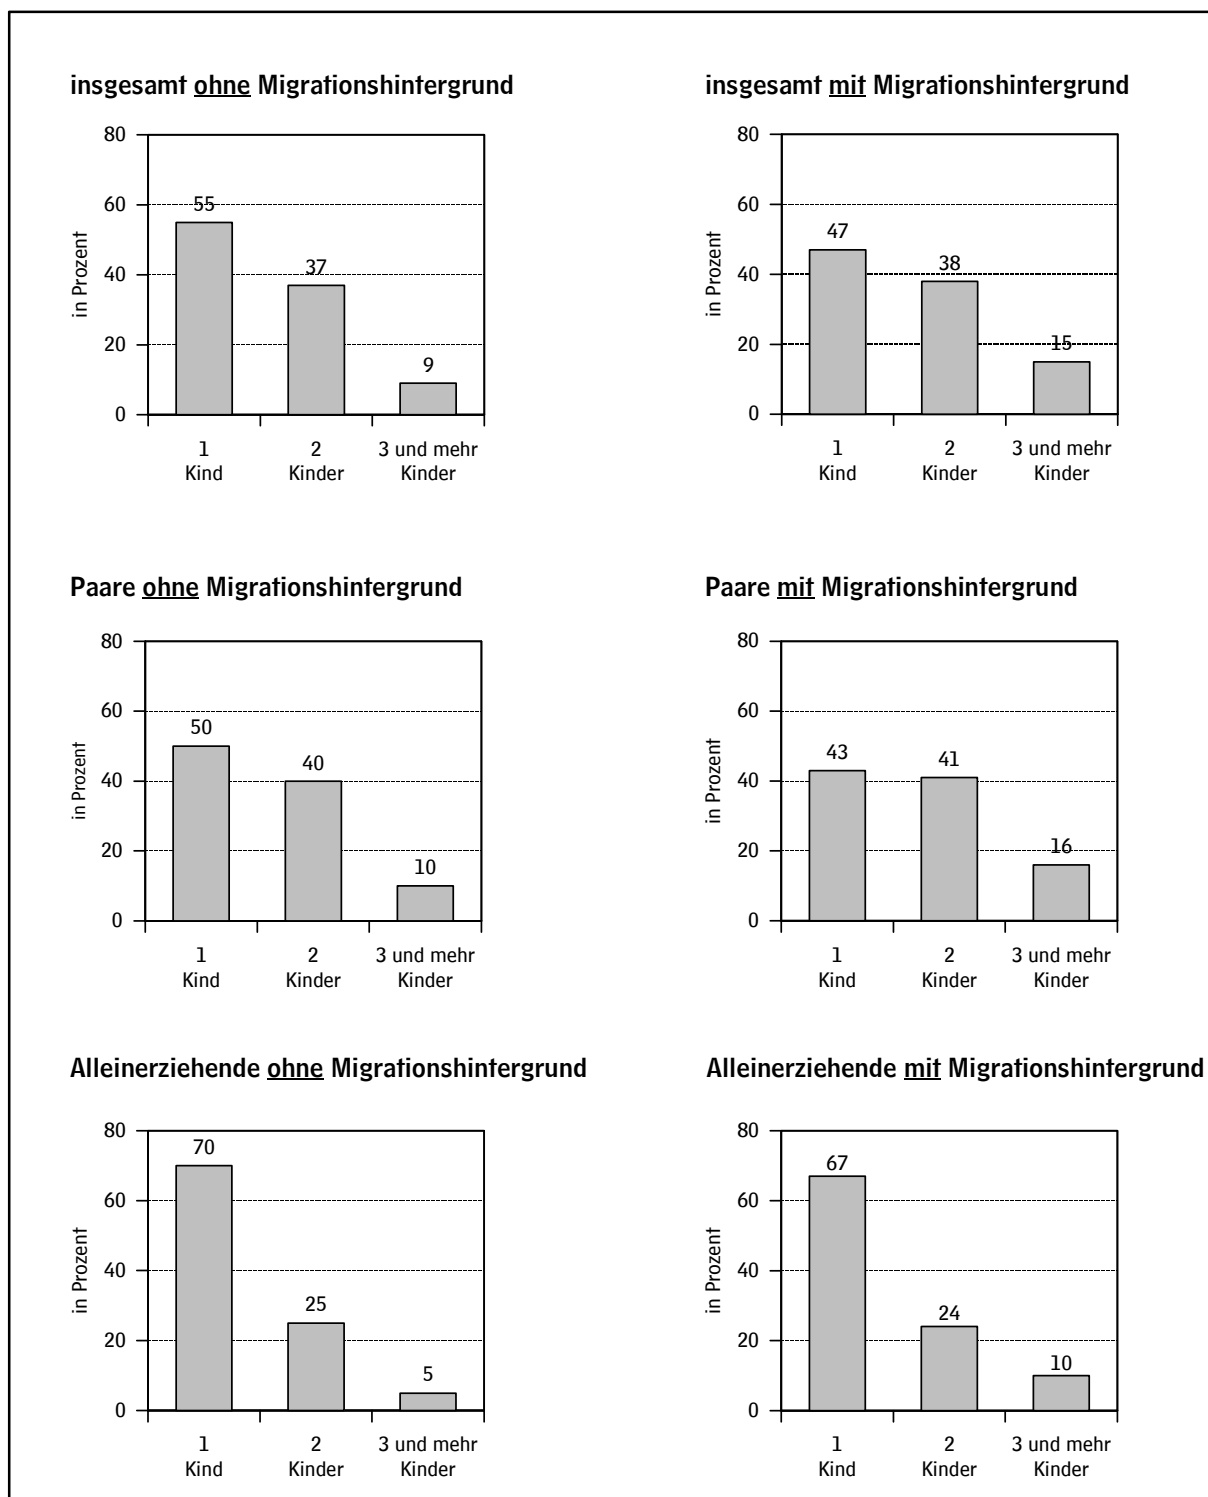 insgesamt ohne Migrationshintergrund
80
60
40
20
0
in Prozent
55
37
9
1
Kind
2
Kinder
3 und mehr
Kinder
insgesamt mit Migrationshintergrund
80
60
40
20
0
in Prozent
47
38
15
1
Kind
2
Kinder
3 und mehr
Kinder
Paare ohne Migrationshintergrund
80
60
40
20
0
in Prozent
50
40
10
1
Kind
2
Kinder
3 und mehr
Kinder
Paare mit Migrationshintergrund
80
60
40
20
0
in Prozent
43
41
16
1
Kind
2
Kinder
3 und mehr
Kinder
Alleinerziehende ohne Migrationshintergrund
80
60
40
20
0
in Prozent
70
25
5
1
Kind
2
Kinder
3 und mehr
Kinder
Alleinerziehende mit Migrationshintergrund
80
60
40
20
0
in Prozent
67
24
10
1
Kind
2
Kinder
3 und mehr
Kinder